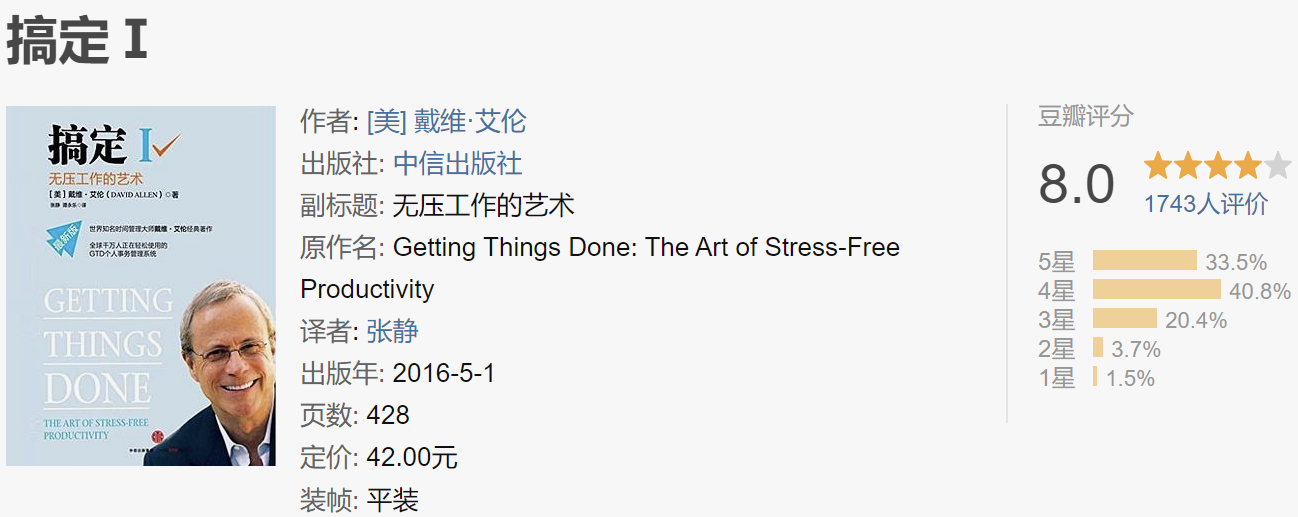 搞定 I
搞定 I
无压工作的艺术
[美] 戴维·艾伦 (DAVID ALLEN) ◎著
张静 谭永乐◎译
最新版
世界知名时间管理大师戴维·艾伦经典著作
全球千万人正在轻松使用的
GTD个人事务管理系统
GETTING
THINGS
DONE
THE ART OF STRESS-FREE
PRODUCTIVITY
作者: [美] 戴维·艾伦
出版社: 中信出版社
副标题: 无压工作的艺术
原作名: Getting Things Done: The Art of Stress-Free
Productivity
译者: 张静
出版年: 2016-5-1
页数: 428
定价: 42.00元
装帧: 平装
豆瓣评分
8.0
1743人评价
5星 33.5%
4星 40.8%
3星 20.4%
2星 3.7%
1星 1.5%